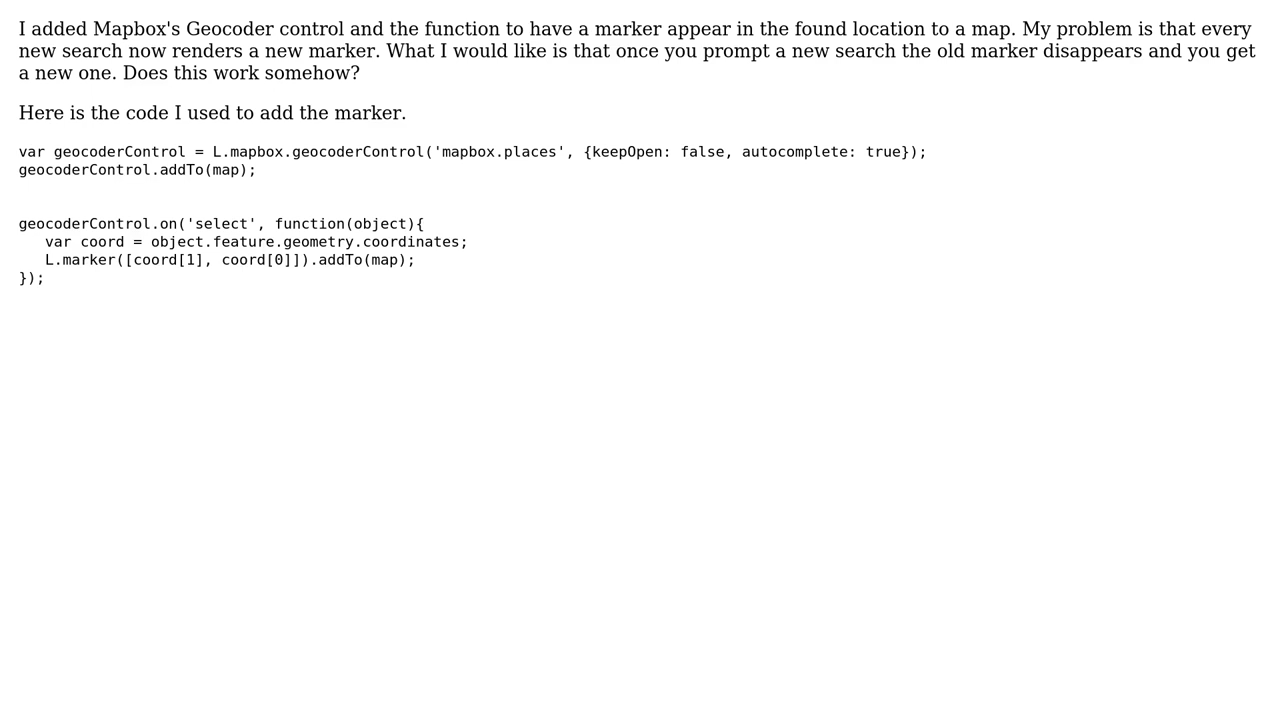 I added Mapbox's Geocoder control and the function to have a marker appear in the found location to a map. My problem is that every
new search now renders a new marker. What I would like is that once you prompt a new search the old marker disappears and you get
a new one. Does this work somehow?
Here is the code I used to add the marker.
var geocoderControl = L.mapbox.geocoderControl('mapbox.places', {keepOpen: false, autocomplete: true});
geocoderControl.addTo(map);
geocoderControl.on('select', function(object){
   var coord = object.feature.geometry.coordinates;
   L.marker([coord[1], coord[0]]).addTo(map);
});